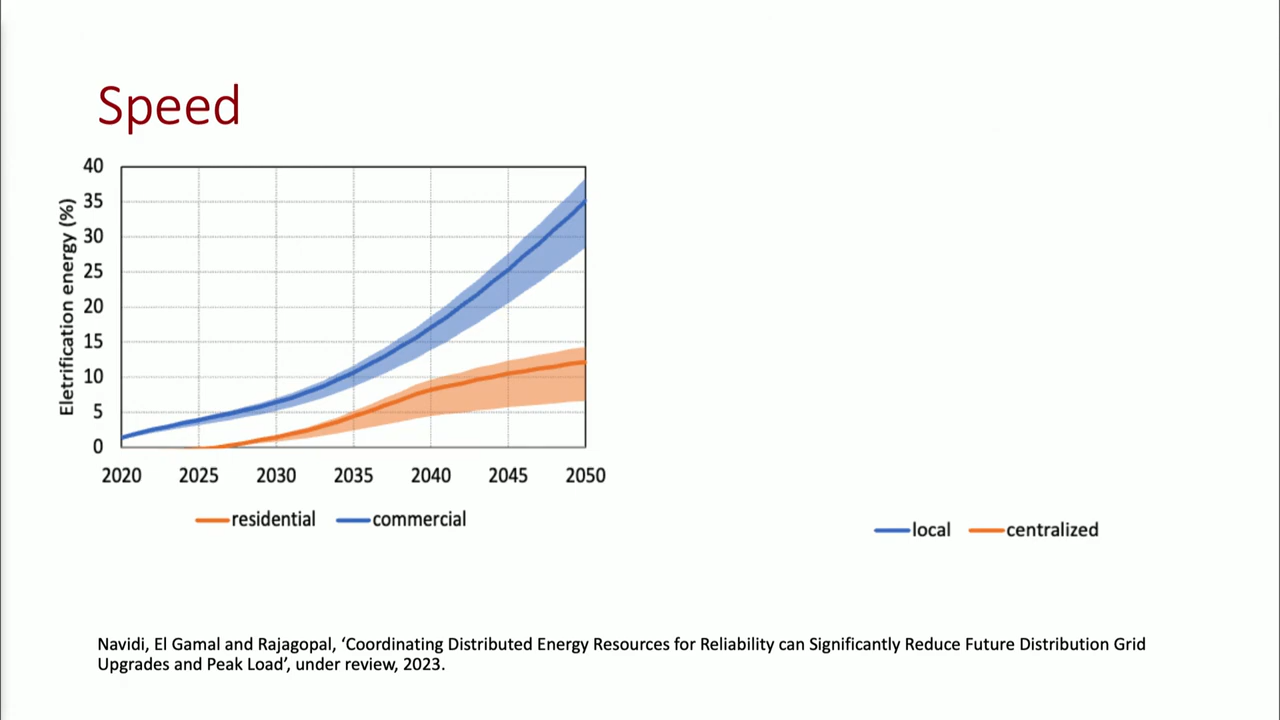 Speed
40
35
30
25
20
15
10
5
0
Eletrification energy (%)
2020 2025 2030 2035 2040 2045 2050
residential commercial
local centralized
Navidi, El Gamal and Rajagopal, ‘Coordinating Distributed Energy Resources for Reliability can Significantly Reduce Future Distribution Grid
Upgrades and Peak Load’, under review, 2023.